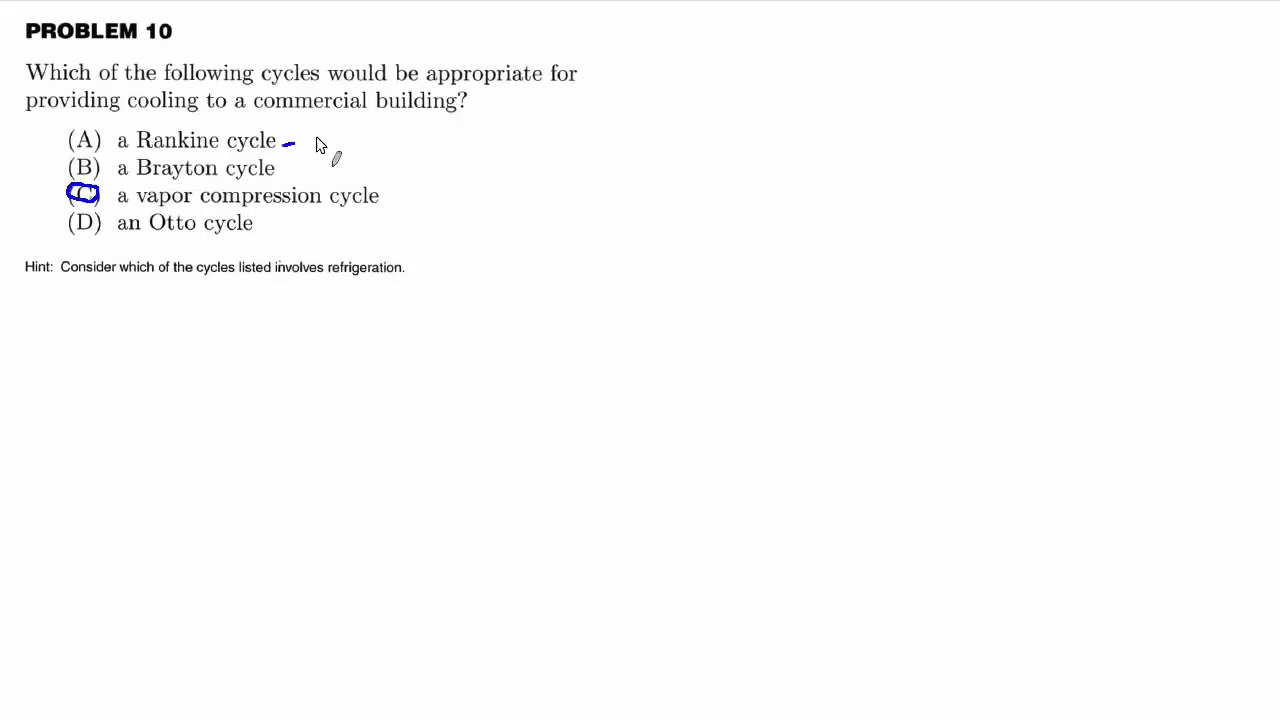 PROBLEM 10
Which of the following cycles would be appropriate for
providing cooling to a commercial building?
(A) a Rankine cycle -
(B) a Brayton cycle
(C) a vapor compression cycle
(D) an Otto cycle
Hint: Consider which of the cycles listed involves refrigeration.